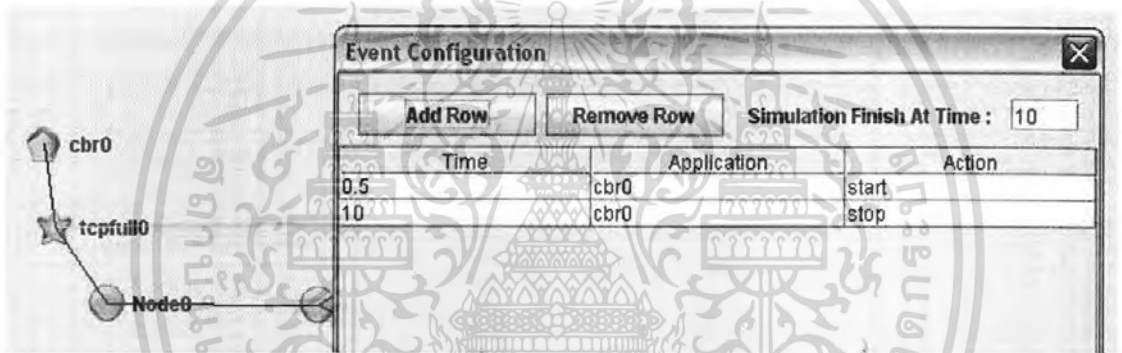 Event Configuration
Add Row Remove Row Simulation Finish At Time : 10
Time Application Action
0.5 cbr0 start
10 cbr0 stop
cbr0
tcpfull0
Node0